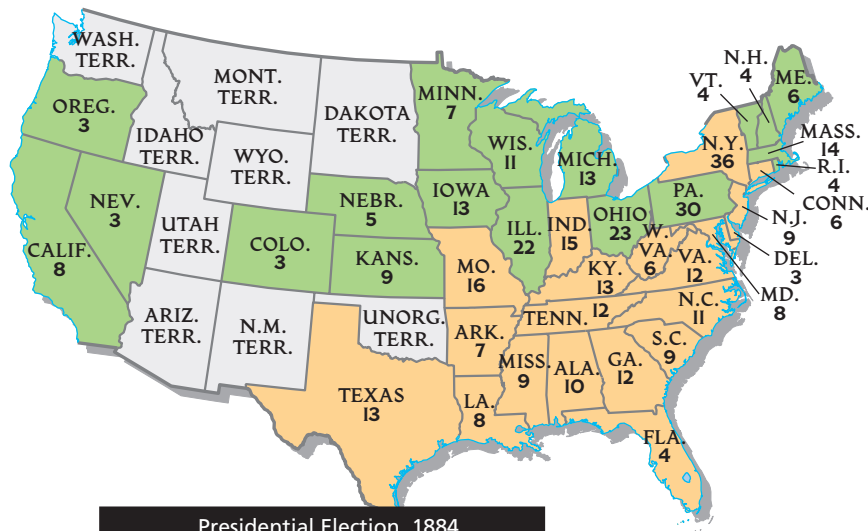 WASH.
TERR.
OREG.
3
CALIF.
8
NEV.
3
IDAHO
TERR.
MONT.
TERR.
WYO.
TERR.
UTAH
TERR.
ARIZ.
TERR.
COLO.
3
N.M.
TERR.
DAKOTA
TERR.
NEBR.
5
KANS.
9
UNORG.
TERR.
TEXAS
13
MINN.
7
IOWA
13
MO.
16
ARK.
7
LA.
8
WIS.
11
ILL.
22
MICH.
13
IND.
15
OHIO
23
KY.
13
TENN. 12
MISS.
9
ALA.
10
GA.
12
FLA.
4
S.C.
9
N.C.
11
VA.
12
W.
VA.
6
PA.
30
N.Y.
36
VT.
4
N.H.
4
ME.
6
MASS.
14
R.I.
4
CONN.
6
N.J.
9
DEL.
3
MD.
8
Presidential Election, 1884